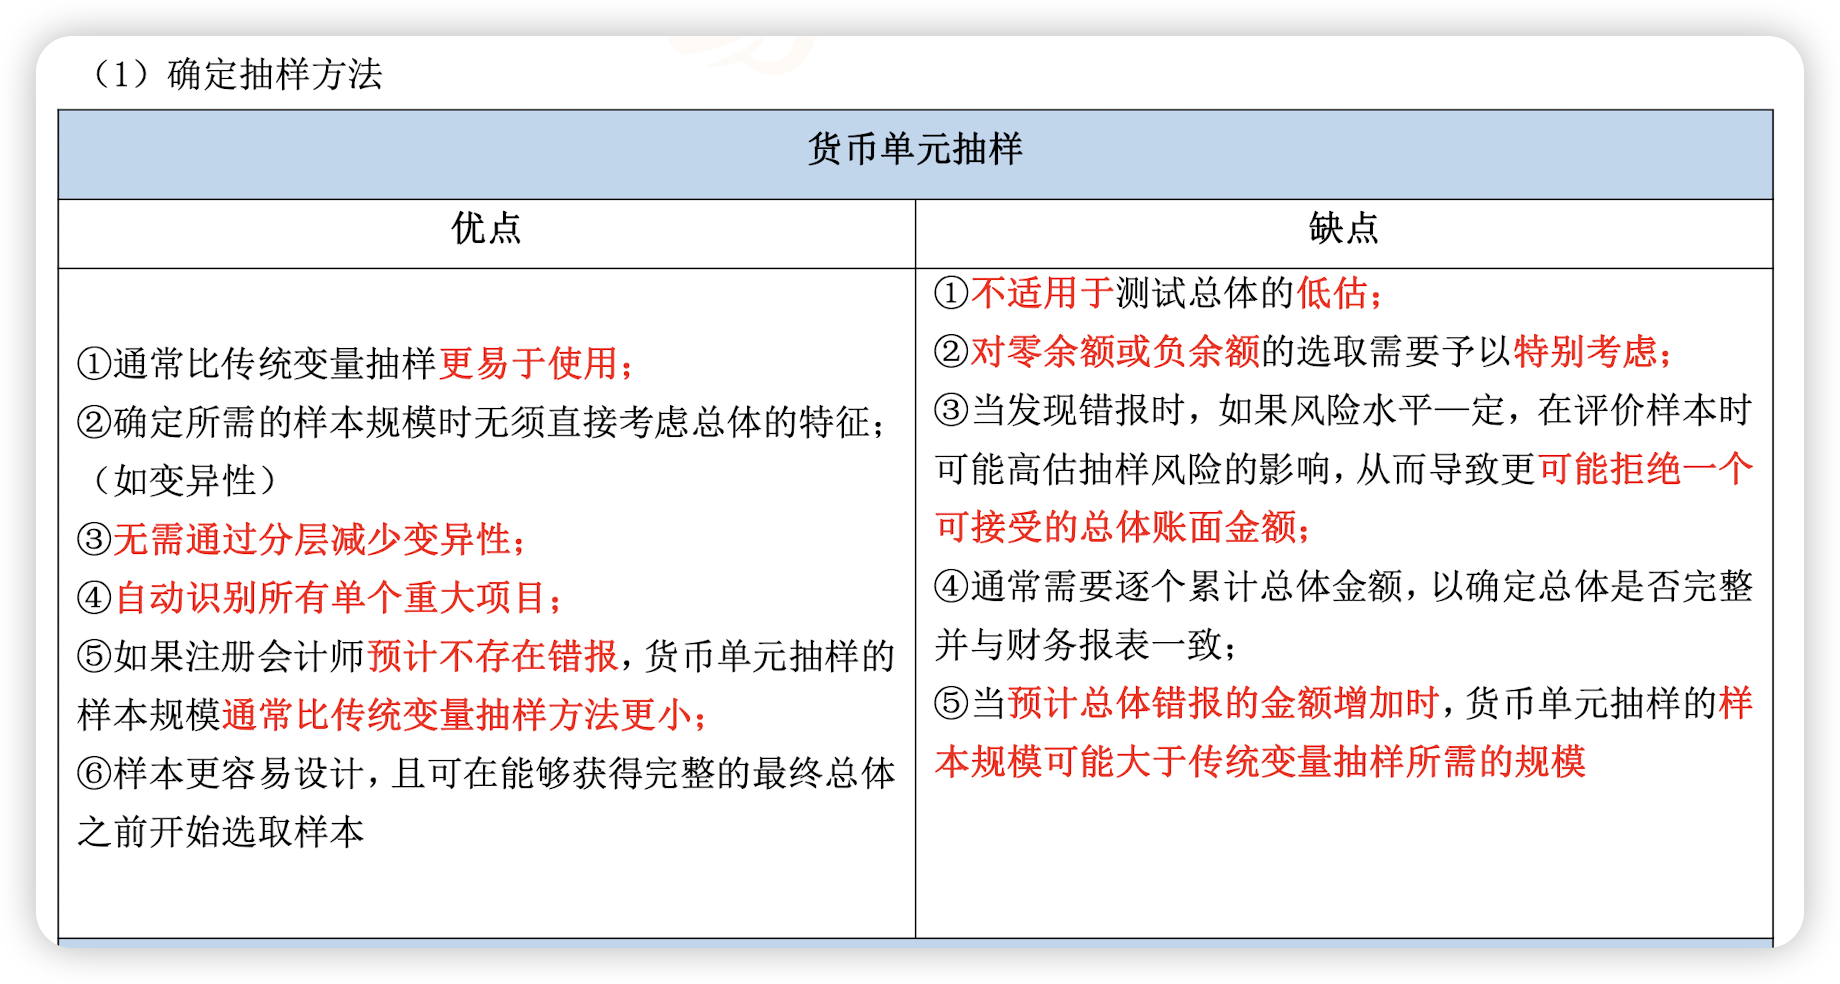 （1）确定抽样方法
货币单元抽样
优点
缺点
①通常比传统变量抽样更易于使用；
②确定所需的样本规模时无须直接考虑总体的特征；
（如变异性）
③无需通过分层减少变异性；
④自动识别所有单个重大项目；
⑤如果注册会计师预计不存在错报，货币单元抽样的
样本规模通常比传统变量抽样方法更小；
⑥样本更容易设计，且可在能够获得完整的最终总体
之前开始选取样本
①不适用于测试总体的低估；
②对零余额或负余额的选取需要予以特别考虑；
③当发现错报时，如果风险水平—定，在评价样本时
可能高估抽样风险的影响，从而导致更可能拒绝一个
可接受的总体账面金额；
④通常需要逐个累计总体金额，以确定总体是否完整
并与财务报表一致；
⑤当预计总体错报的金额增加时，货币单元抽样的样
本规模可能大于传统变量抽样所需的规模